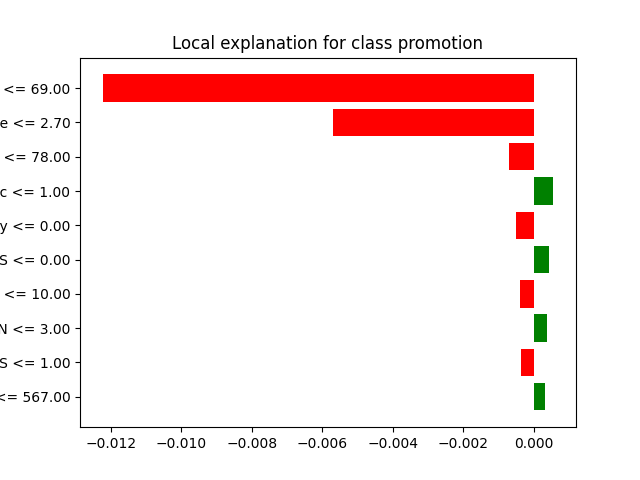 Local explanation for class promotion
<= 69.00
e <= 2.70
<= 78.00
c <= 1.00
y <= 0.00
S <= 0.00
<= 10.00
N <= 3.00
S <= 1.00
<= 567.00
−0.012 −0.010 −0.008 −0.006 −0.004 −0.002 0.000